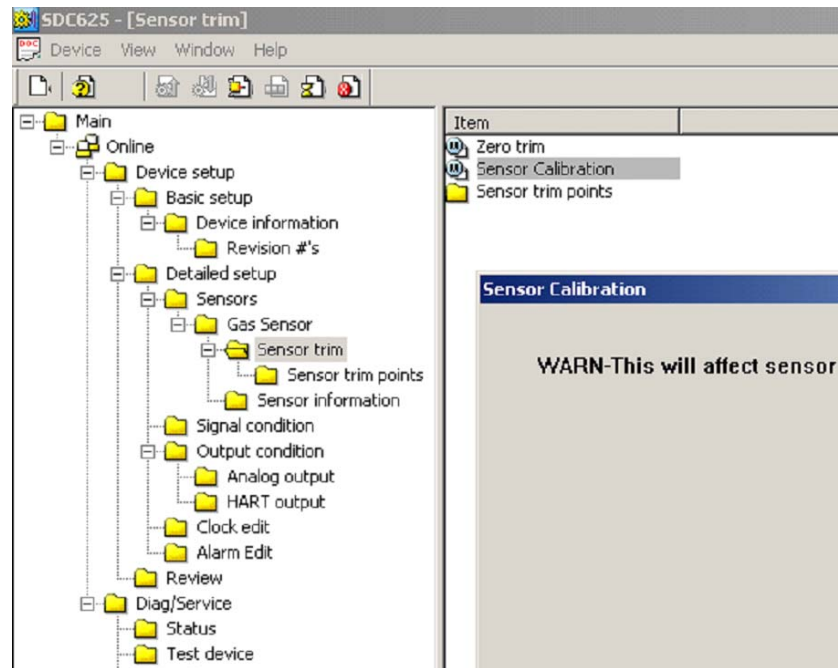 SDC625 - [Sensor trim]
Device View Window Help
Main
Online
Device setup
Basic setup
Device information
Revision #'s
Detailed setup
Sensors
Gas Sensor
Sensor trim
Sensor trim points
Sensor information
Signal condition
Output condition
Analog output
HART output
Clock edit
Alarm Edit
Review
Diag/Service
Status
Test device
Item
Zero trim
Sensor Calibration
Sensor trim points
Sensor Calibration
WARN-This will affect sensor